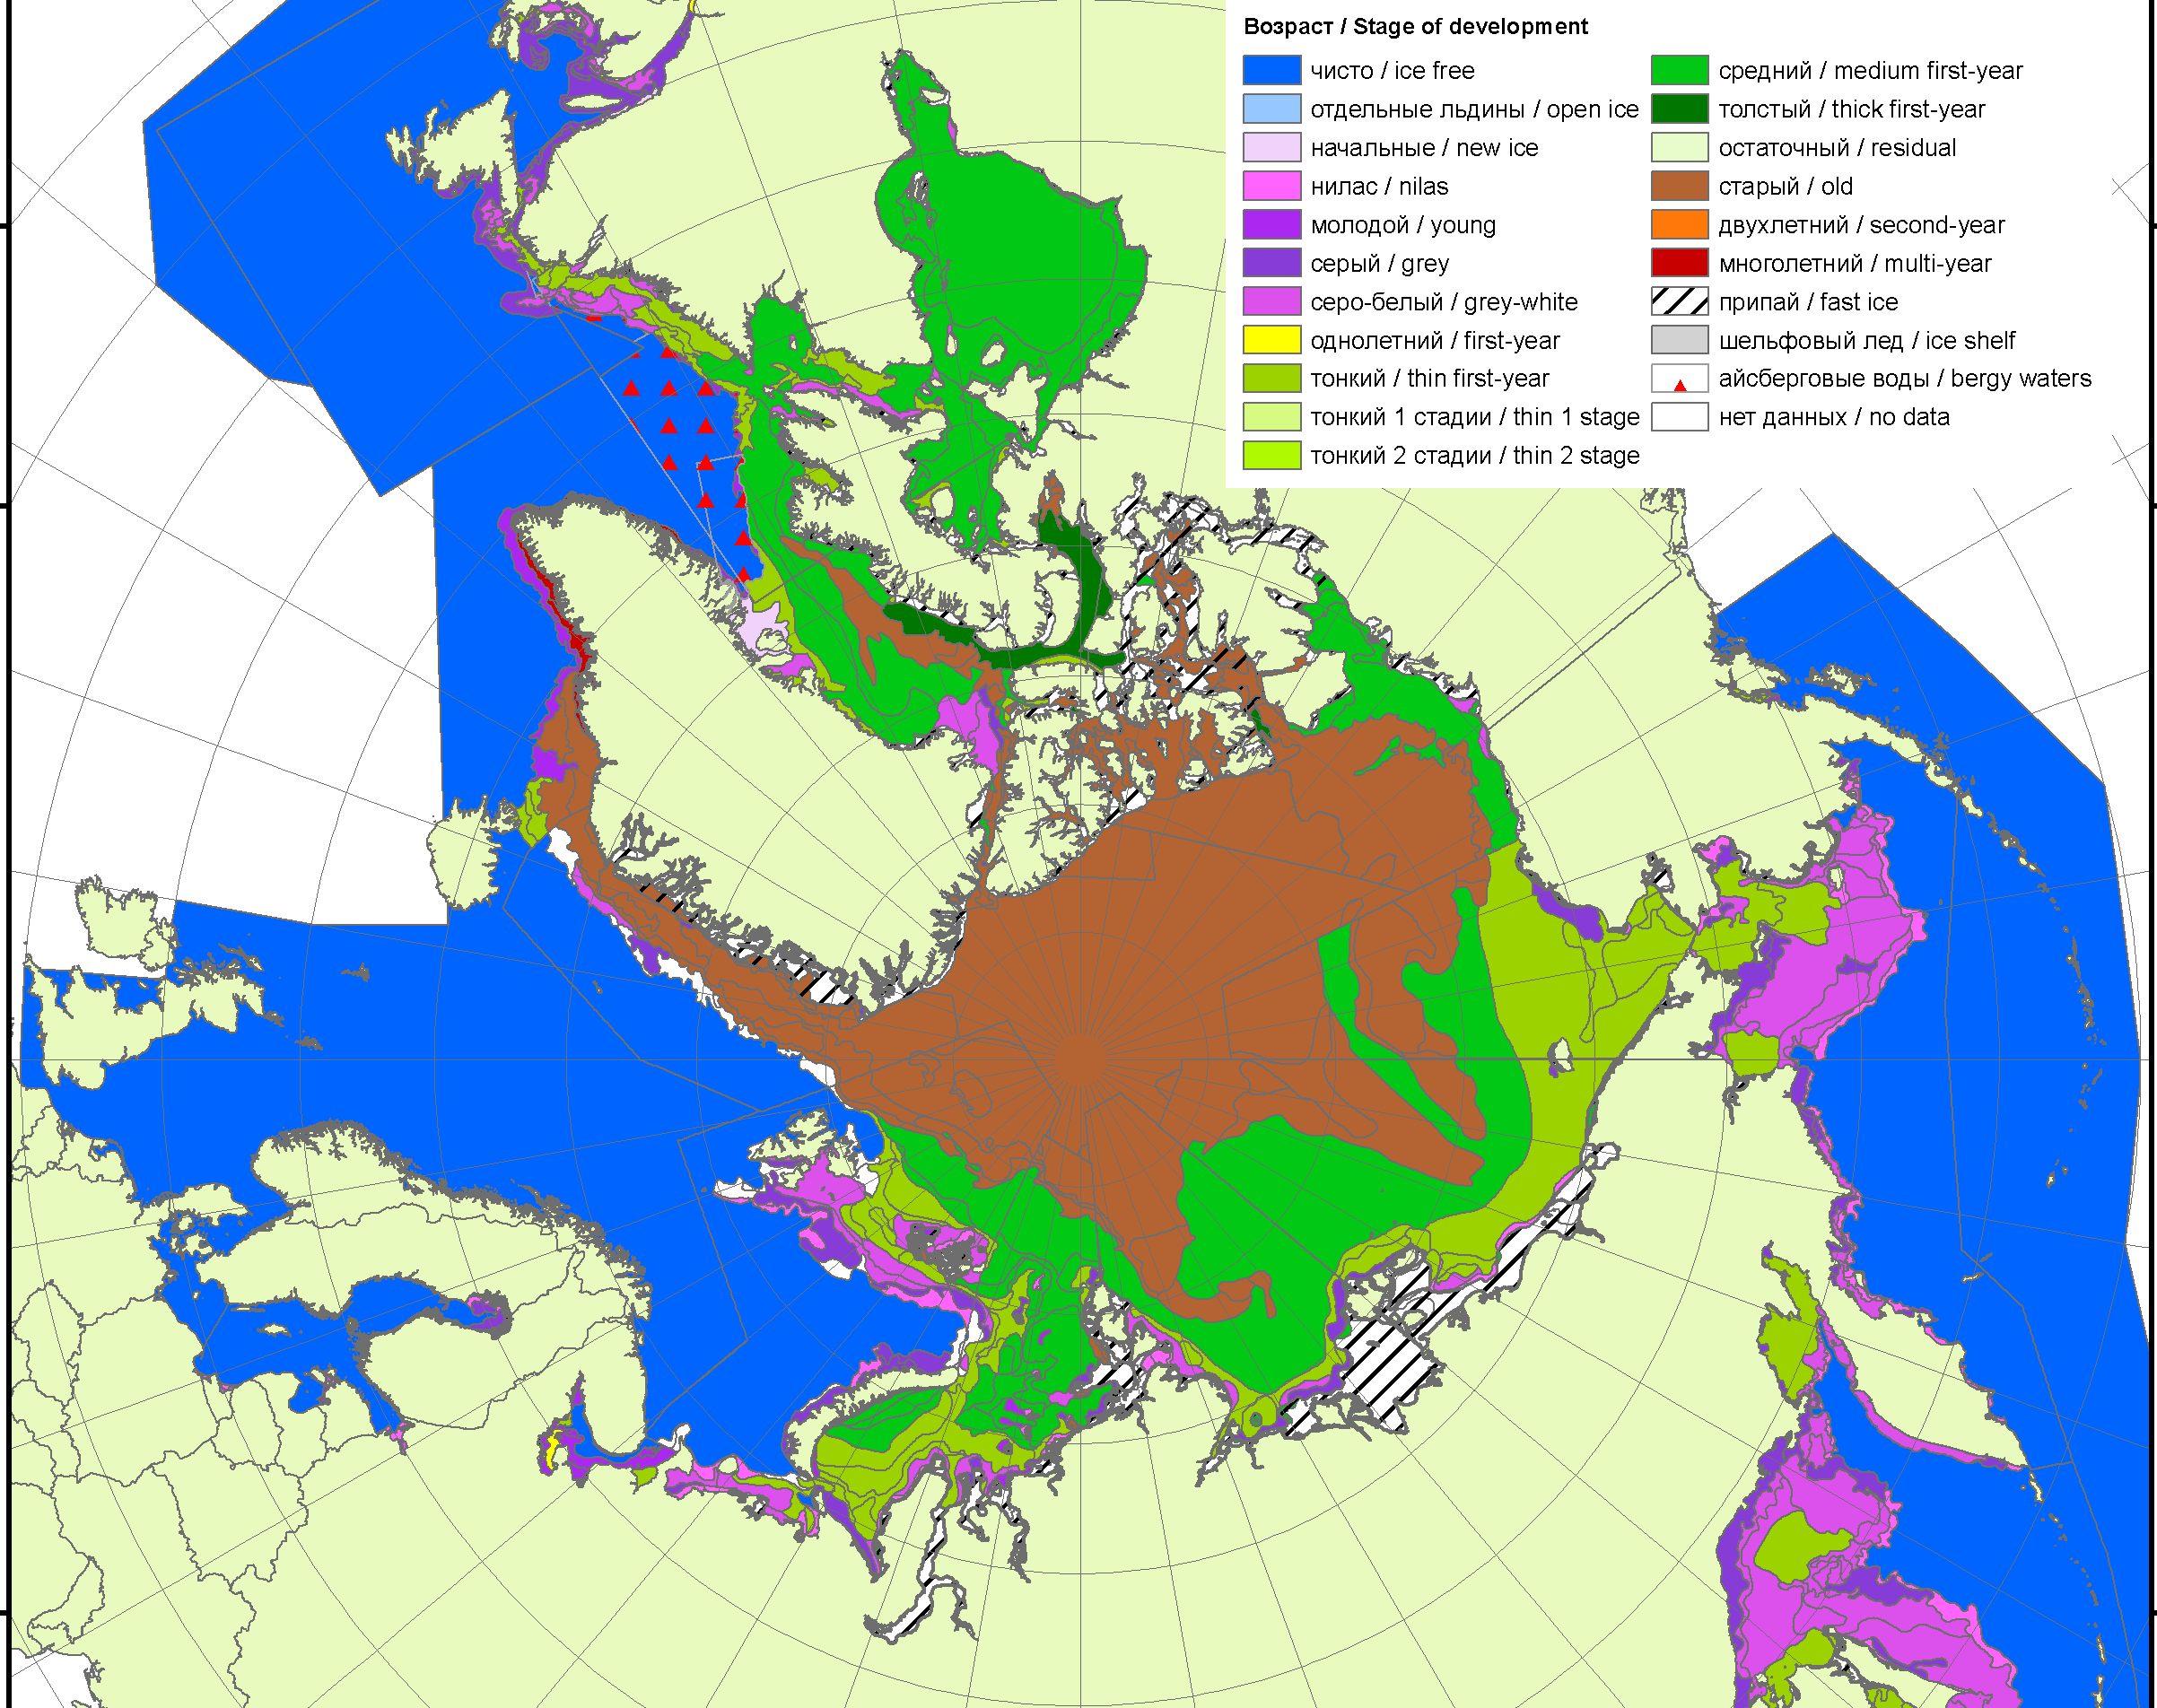 Возраст / Stage of development
чисто / ice free
отдельные льдины / open ice
начальные / new ice
нилас / nilas
молодой / young
серый / grey
серо-белый / grey-white
однолетний / first-year
тонкий / thin first-year
тонкий 1 стадии / thin 1 stage
тонкий 2 стадии / thin 2 stage
средний / medium first-year
толстый / thick first-year
остаточный / residual
старый / old
двухлетний / second-year
многолетний / multi-year
припай / fast ice
шельфовый лед / ice shelf
айсберговые воды / bergy waters
нет данных / no data